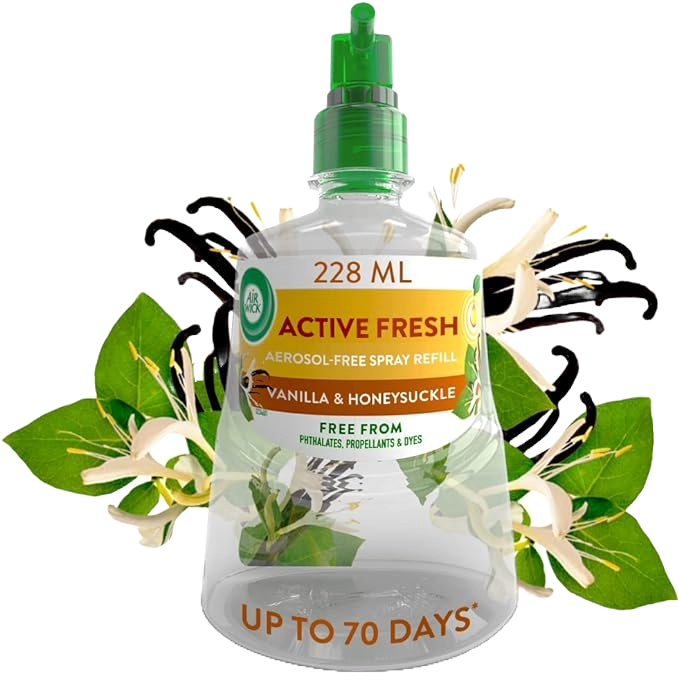 228 ML
AIR
WICK
ACTIVE FRESH
AEROSOL-FREE SPRAY REFILL
VANILLA & HONEYSUCKLE
FREE FROM
PHTHALATES, PROPELLANTS & DYES
UP TO 70 DAYS*